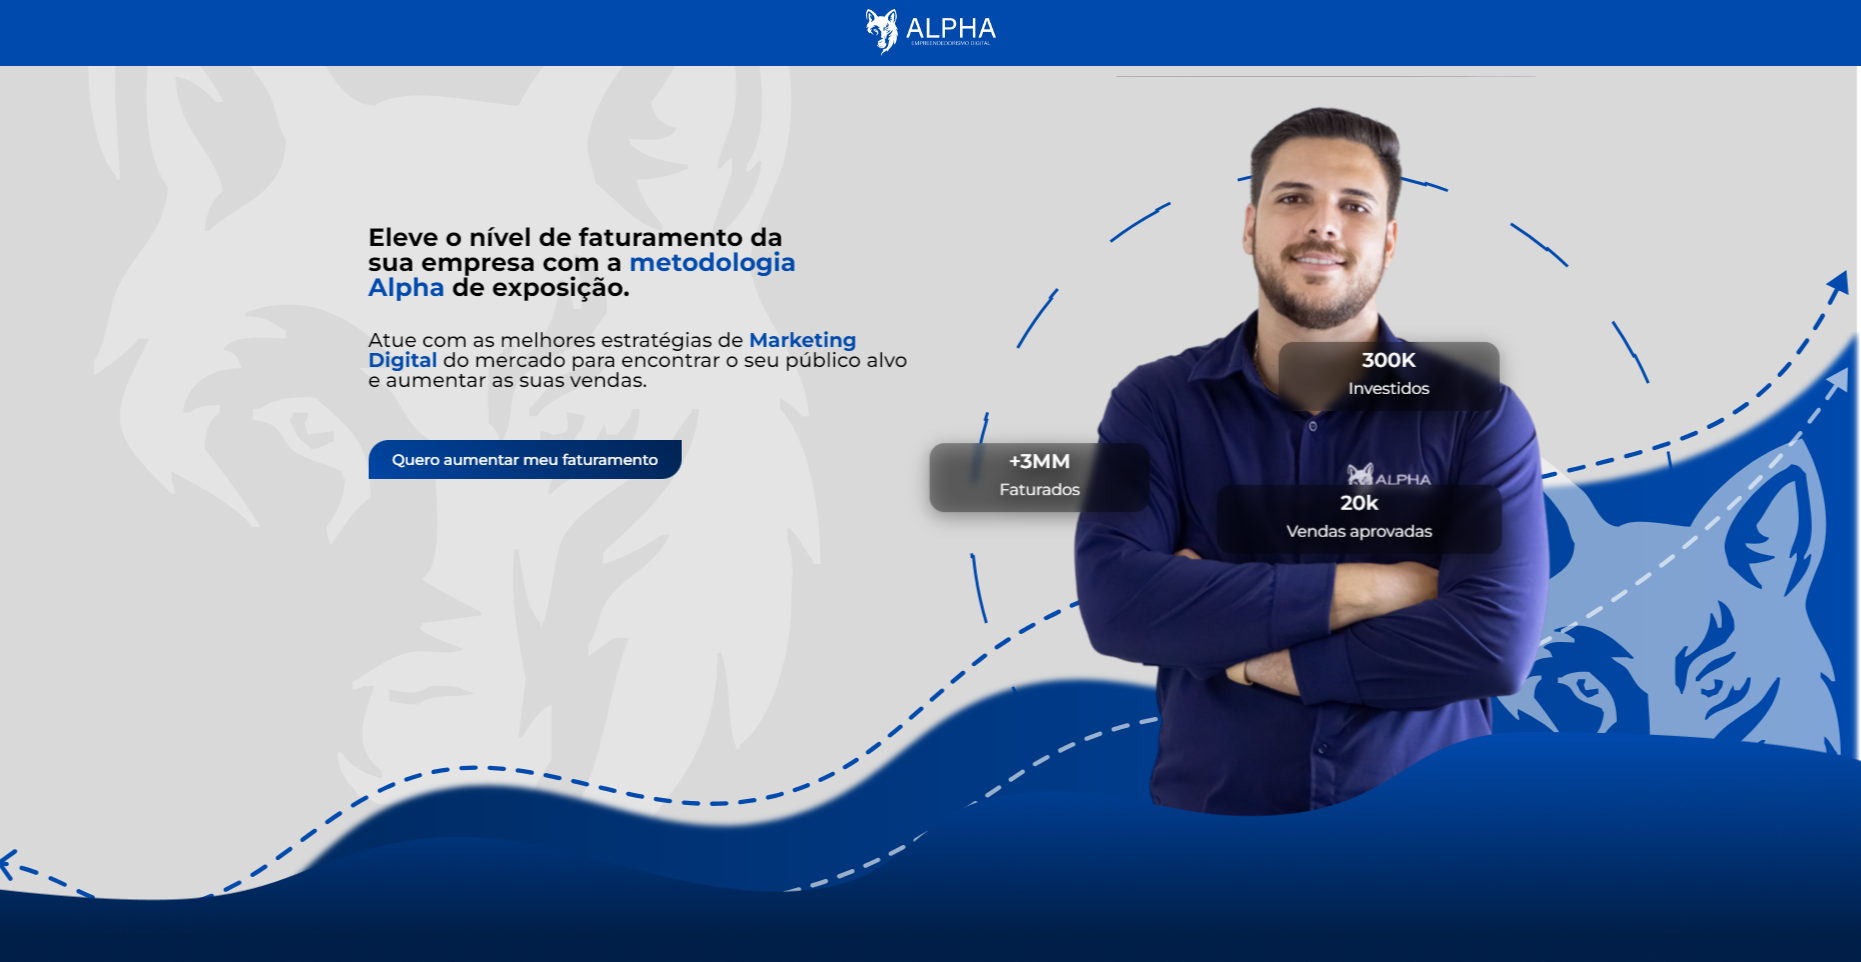 ALPHA
EMPREENDEDORISMO DIGITAL
Eleve o nível de faturamento da
sua empresa com a metodologia
Alpha de exposição.
Atue com as melhores estratégias de Marketing
Digital do mercado para encontrar o seu público alvo
e aumentar as suas vendas.
Quero aumentar meu faturamento
300K
Investidos
+3MM
Faturados
ALPHA
20k
Vendas aprovadas